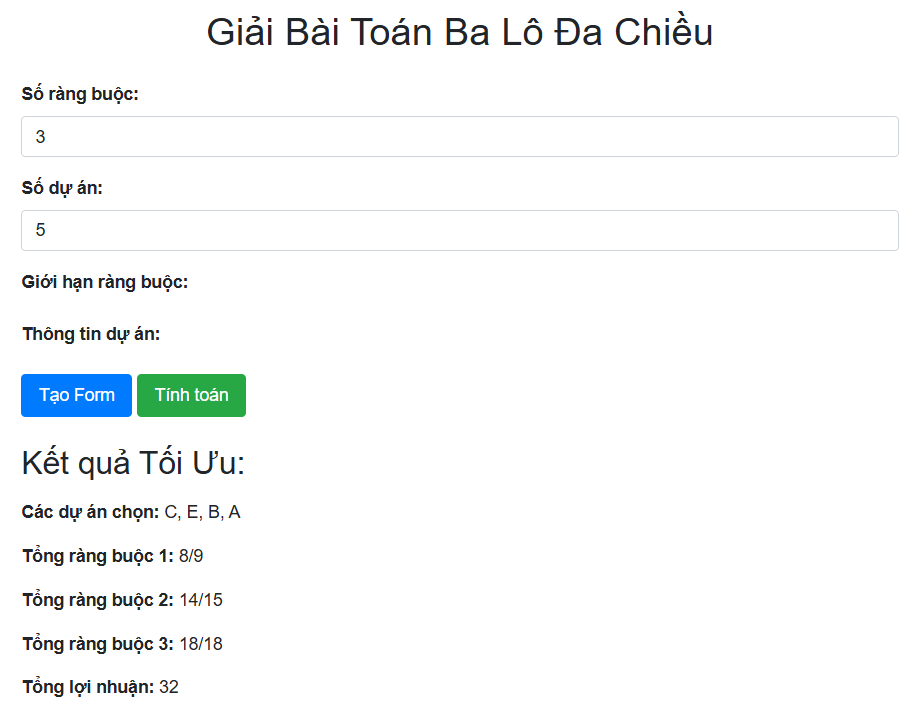 Giải Bài Toán Ba Lô Đa Chiều
Số ràng buộc:
3
Số dự án:
5
Giới hạn ràng buộc:
Thông tin dự án:
Tạo Form Tính toán
Kết quả Tối Ưu:
Các dự án chọn: C, E, B, A
Tổng ràng buộc 1: 8/9
Tổng ràng buộc 2: 14/15
Tổng ràng buộc 3: 18/18
Tổng lợi nhuận: 32